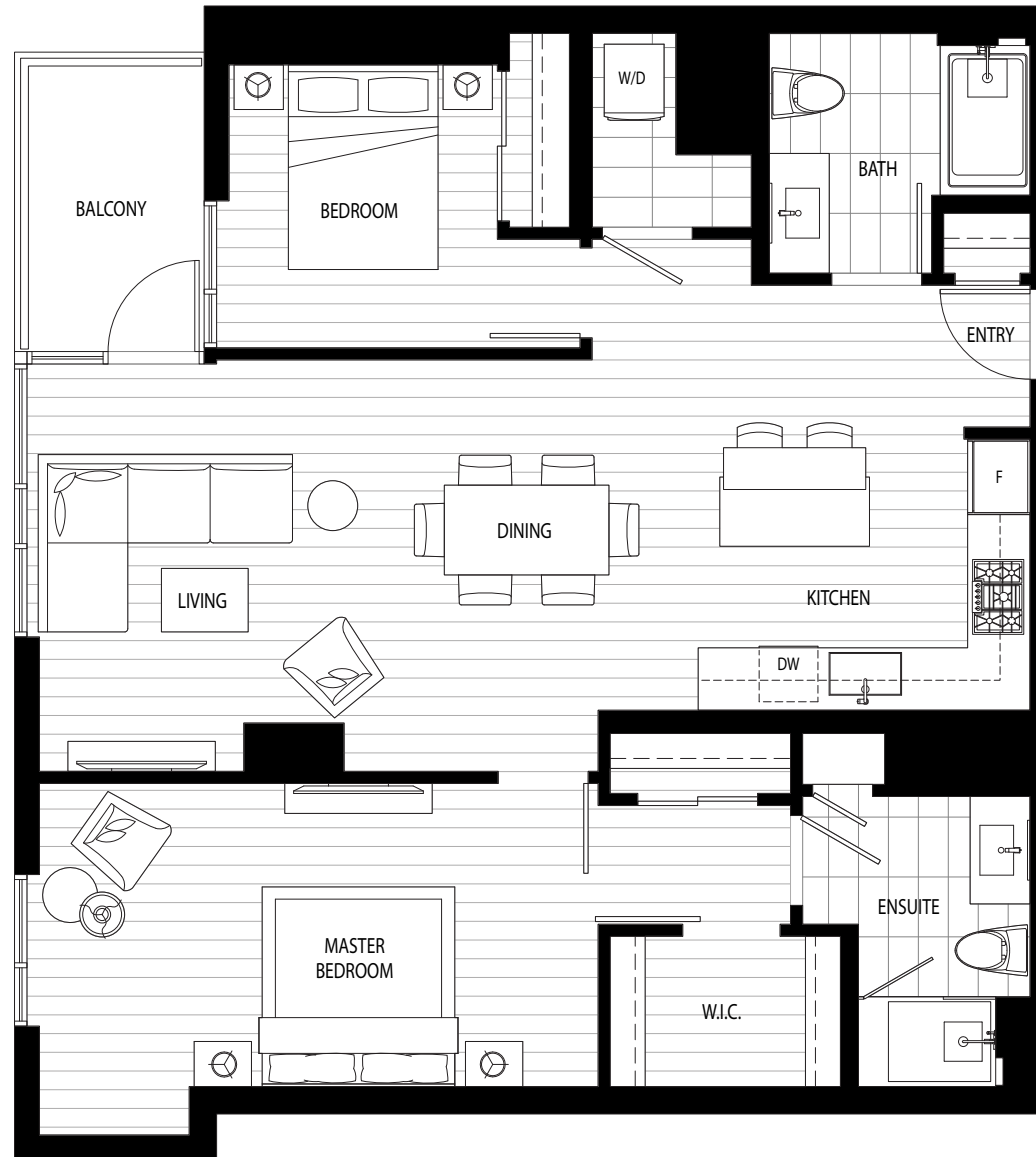 W/D
BATH
BALCONY
BEDROOM
ENTRY
F
DINING
LIVING
KITCHEN
DW
ENSUITE
MASTER
BEDROOM
W.I.C.